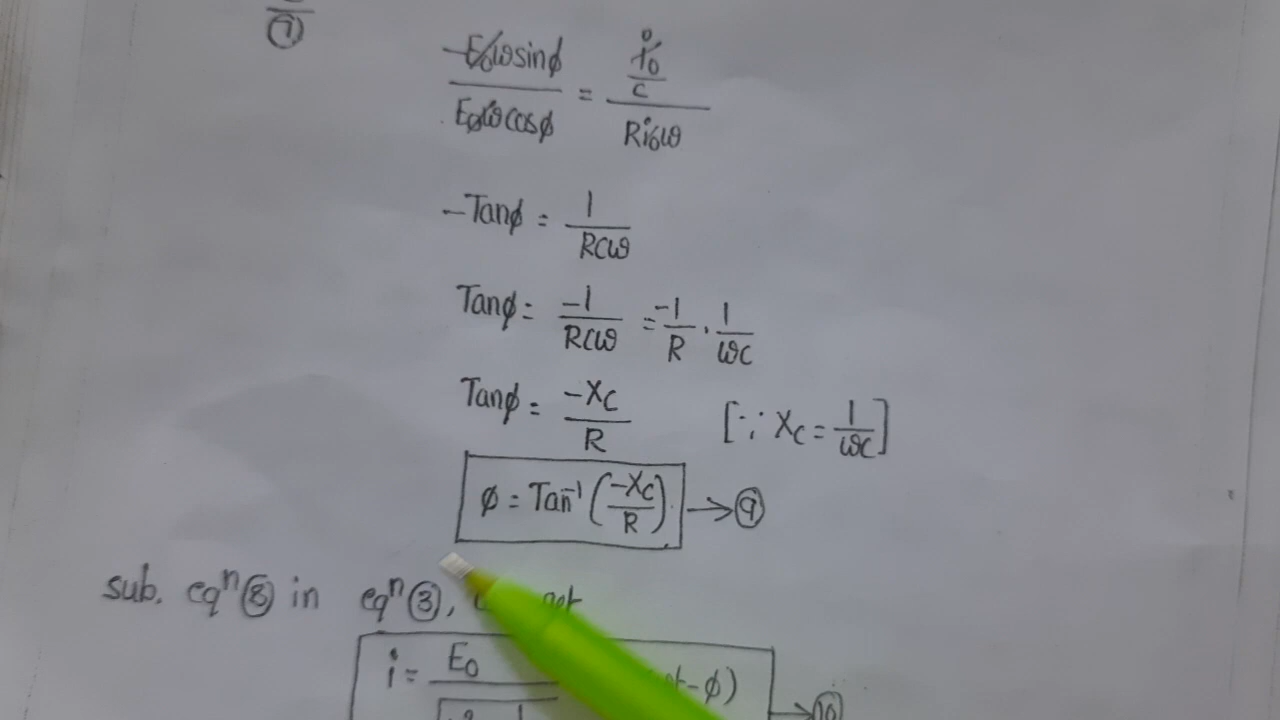 ⑦
-E₀ωsinϕ / E₀ωcosϕ = (i₀/c) / Ri₀ω
-Tanϕ = 1/RCω
Tanϕ = -1/RCω = -1/R . 1/ωC
Tanϕ = -X_C/R [∵ X_C = 1/ωC]
ϕ = Tan⁻¹(-X_C/R) → ⑨
sub. eqⁿ ⑧ in eqⁿ ③, got
i = E₀ -ϕ) → ⑩